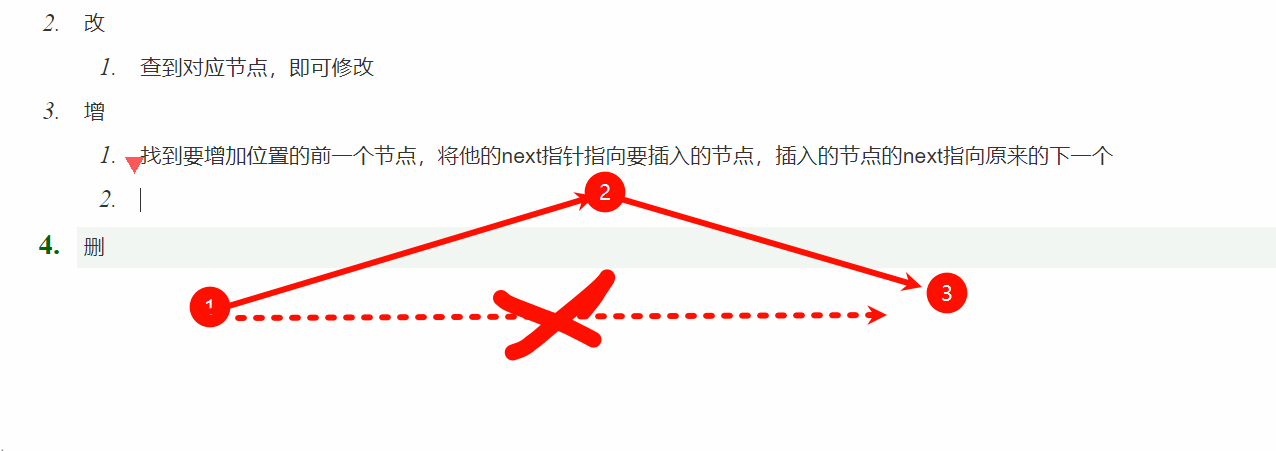 2. 改
1. 查到对应节点，即可修改
3. 增
1. 找到要增加位置的前一个节点，将他的next指针指向要插入的节点，插入的节点的next指向原来的下一个
2.
2
4. 删
1
3